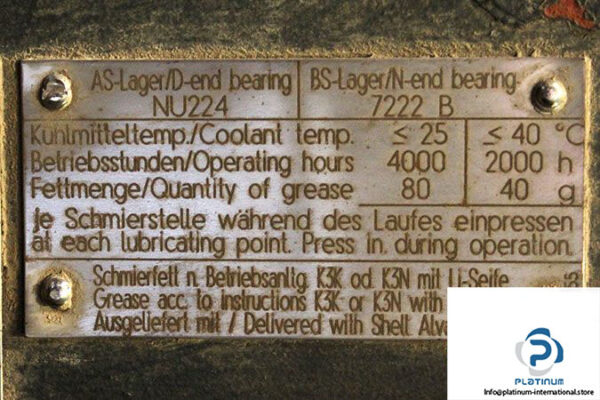 AS-Lager/D-end bearing BS-Lager/N-end bearing
NU224 7222 B
Kühlmitteltemp./Coolant temp. ≤ 25 ≤ 40 °C
Betriebsstunden/Operating hours 4000 2000 h
Fettmenge/Quantity of grease 80 40 g
je Schmierstelle während des Laufes einpressen
at each lubricating point. Press in during operation.
Schmierfett n. Betriebsanltg. K3K od. K3N mit Li-Seife
Grease acc. to Instructions K3K or K3N with
Ausgeliefert mit / Delivered with Shell
PLATINUM
Info@platinum-international.store